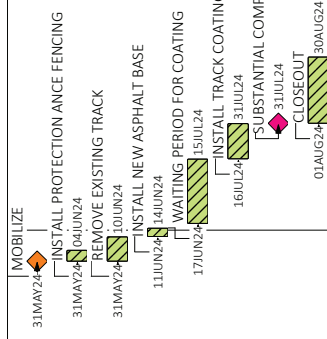 MOBILIZE
31MAY24
INSTALL PROTECTION ANCE FENCING
31MAY24 04JUN24
REMOVE EXISTING TRACK
31MAY24 10JUN24
INSTALL NEW ASPHALT BASE
11JUN24 14JUN24
WAITING PERIOD FOR COATING
17JUN24 15JUL24
INSTALL TRACK COATING
16JUL24 31JUL24
SUBSTANTIAL COMP
31JUL24
CLOSEOUT
01AUG24 30AUG24